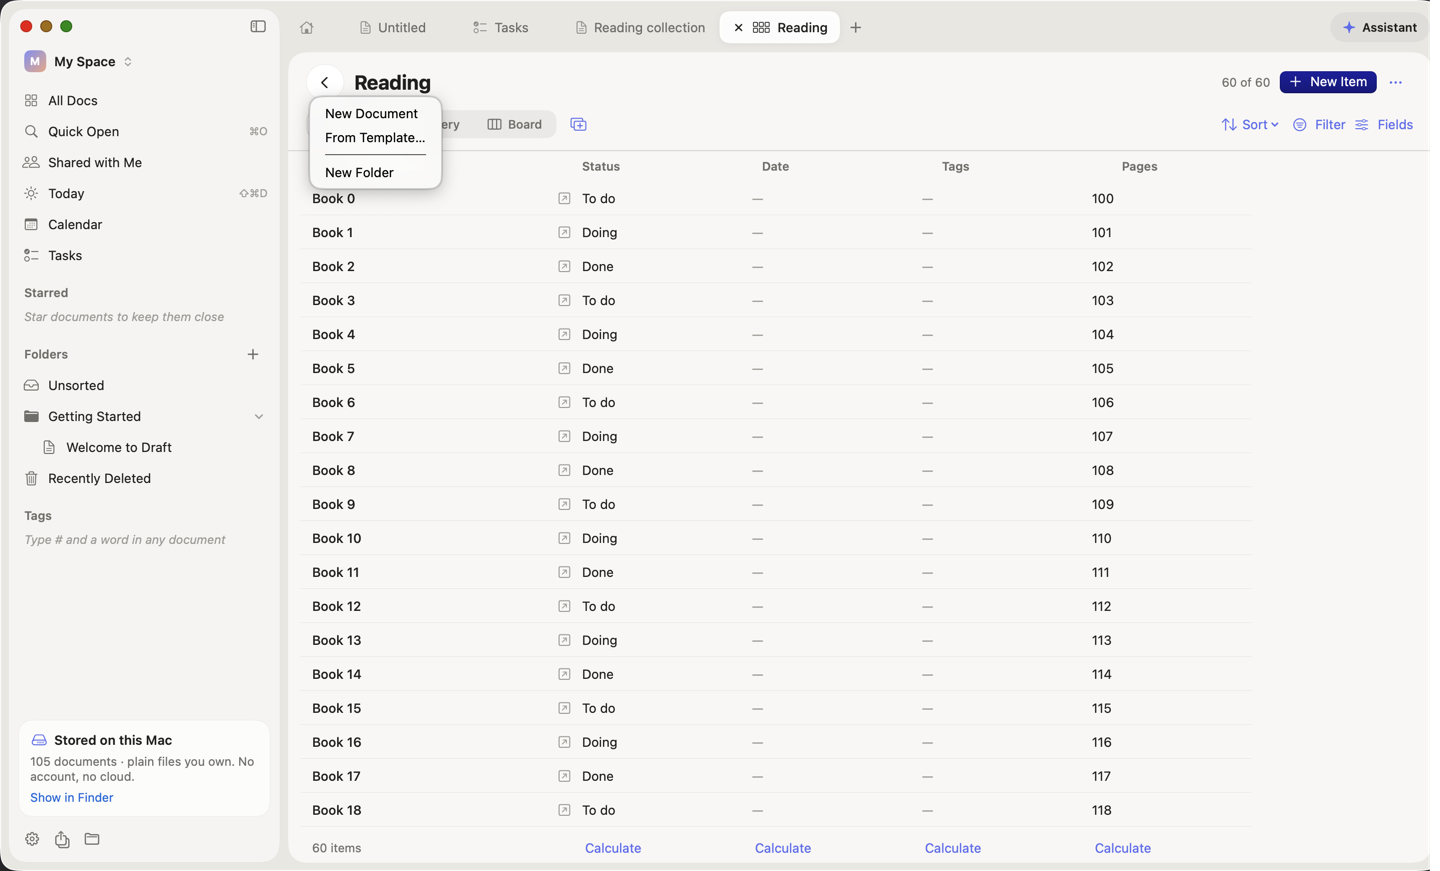 Untitled
Tasks
Reading collection
Reading
Assistant
M My Space
All Docs
Quick Open ⌘O
Shared with Me
Today ⇧⌘D
Calendar
Tasks
Starred
Star documents to keep them close
Folders
Unsorted
Getting Started
Welcome to Draft
Recently Deleted
Tags
Type # and a word in any document
Stored on this Mac
105 documents · plain files you own. No
account, no cloud.
Show in Finder
Reading
60 of 60
+ New Item
New Document
From Template...
New Folder
Board
Sort
Filter
Fields
Status Date Tags Pages
Book 0 To do — — 100
Book 1 Doing — — 101
Book 2 Done — — 102
Book 3 To do — — 103
Book 4 Doing — — 104
Book 5 Done — — 105
Book 6 To do — — 106
Book 7 Doing — — 107
Book 8 Done — — 108
Book 9 To do — — 109
Book 10 Doing — — 110
Book 11 Done — — 111
Book 12 To do — — 112
Book 13 Doing — — 113
Book 14 Done — — 114
Book 15 To do — — 115
Book 16 Doing — — 116
Book 17 Done — — 117
Book 18 To do — — 118
60 items Calculate Calculate Calculate Calculate